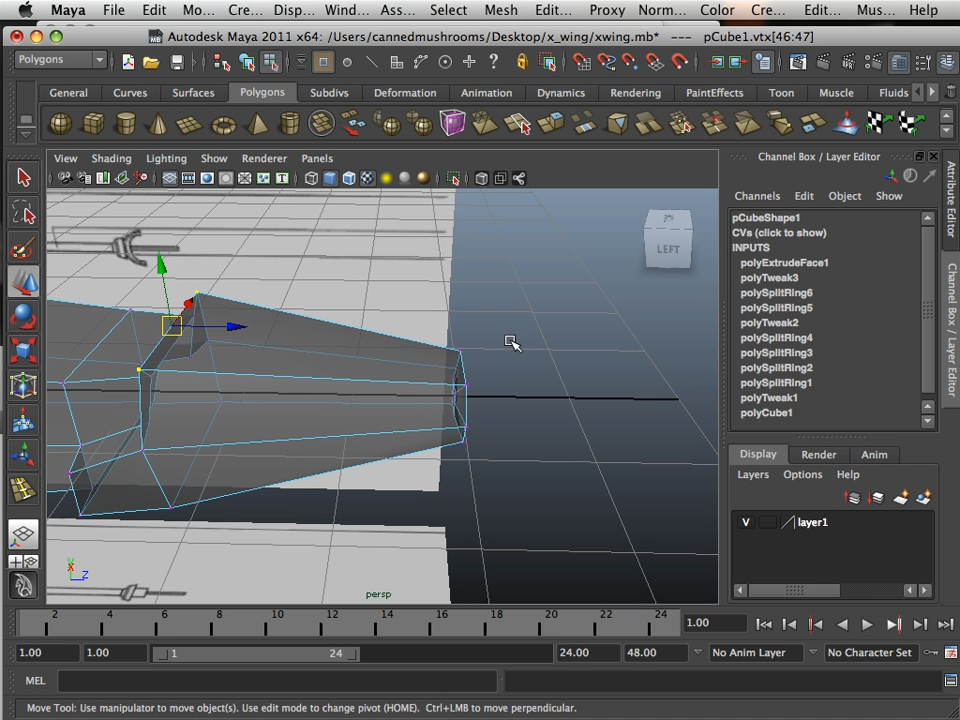 Maya File Edit Mo... Cre... Disp... Wind... Ass... Select Mesh Edit... Proxy Norm... Color Cre... Edit... Mus... Help
Autodesk Maya 2011 x64: /Users/cannedmushrooms/Desktop/x_wing/xwing.mb* --- pCube1.vtx[46:47]
Polygons
General Curves Surfaces Polygons Subdivs Deformation Animation Dynamics Rendering PaintEffects Toon Muscle Fluids
View Shading Lighting Show Renderer Panels
Channel Box / Layer Editor
Channels Edit Object Show
pCubeShape1
CVs (click to show)
INPUTS
polyExtrudeFace1
polyTweak3
polySplitRing6
polySplitRing5
polyTweak2
polySplitRing4
polySplitRing3
polySplitRing2
polySplitRing1
polyTweak1
pCube1
Attribute Editor
Channel Box / Layer Editor
LEFT
Display Render Anim
Layers Options Help
V layer1
Y
Z
persp
2 4 6 8 10 12 14 16 18 20 22 24
1.00
1.00 1.00 1 24 24.00 48.00 No Anim Layer No Character Set
MEL
Move Tool: Use manipulator to move object(s). Use edit mode to change pivot (HOME). Ctrl+LMB to move perpendicular.